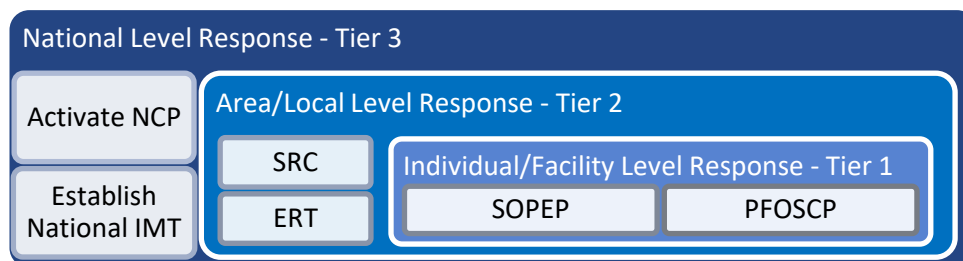 National Level Response - Tier 3
Activate NCP
Establish
National IMT
Area/Local Level Response - Tier 2
SRC
ERT
Individual/Facility Level Response - Tier 1
SOPEP
PFOSCP